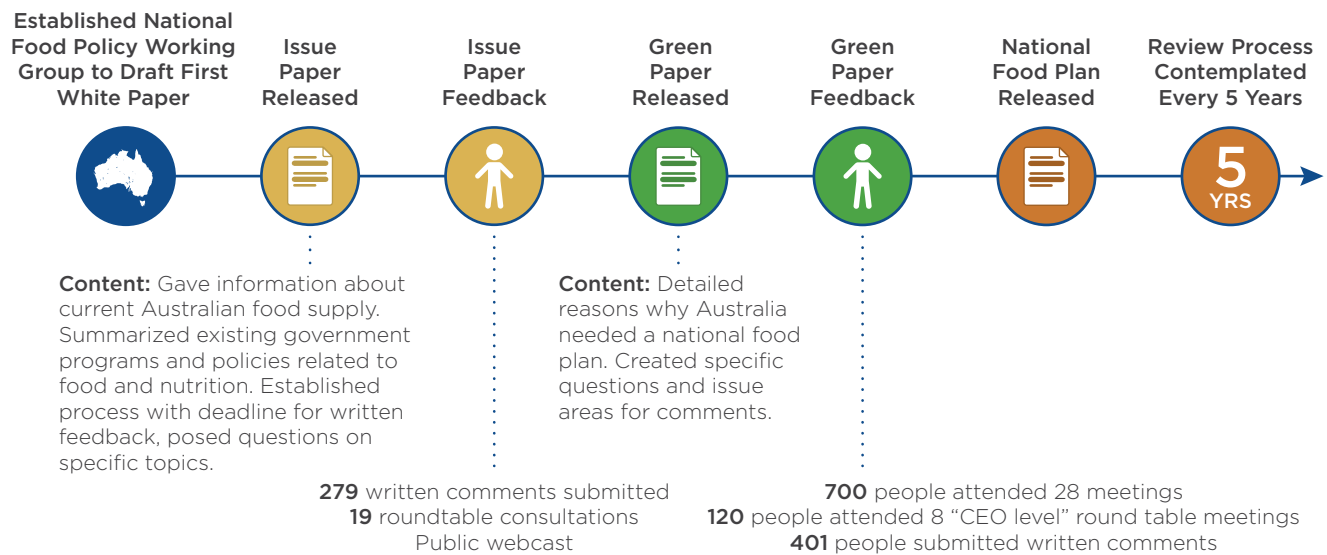 Established National
Food Policy Working
Group to Draft First
White Paper
Issue
Paper
Released
Issue
Paper
Feedback
Green
Paper
Released
Green
Paper
Feedback
National
Food Plan
Released
Review Process
Contemplated
Every 5 Years
5
YRS
Content: Gave information about
current Australian food supply.
Summarized existing government
programs and policies related to
food and nutrition. Established
process with deadline for written
feedback, posed questions on
specific topics.
Content: Detailed
reasons why Australia
needed a national food
plan. Created specific
questions and issue
areas for comments.
279 written comments submitted
19 roundtable consultations
Public webcast
700 people attended 28 meetings
120 people attended 8 “CEO level” round table meetings
401 people submitted written comments